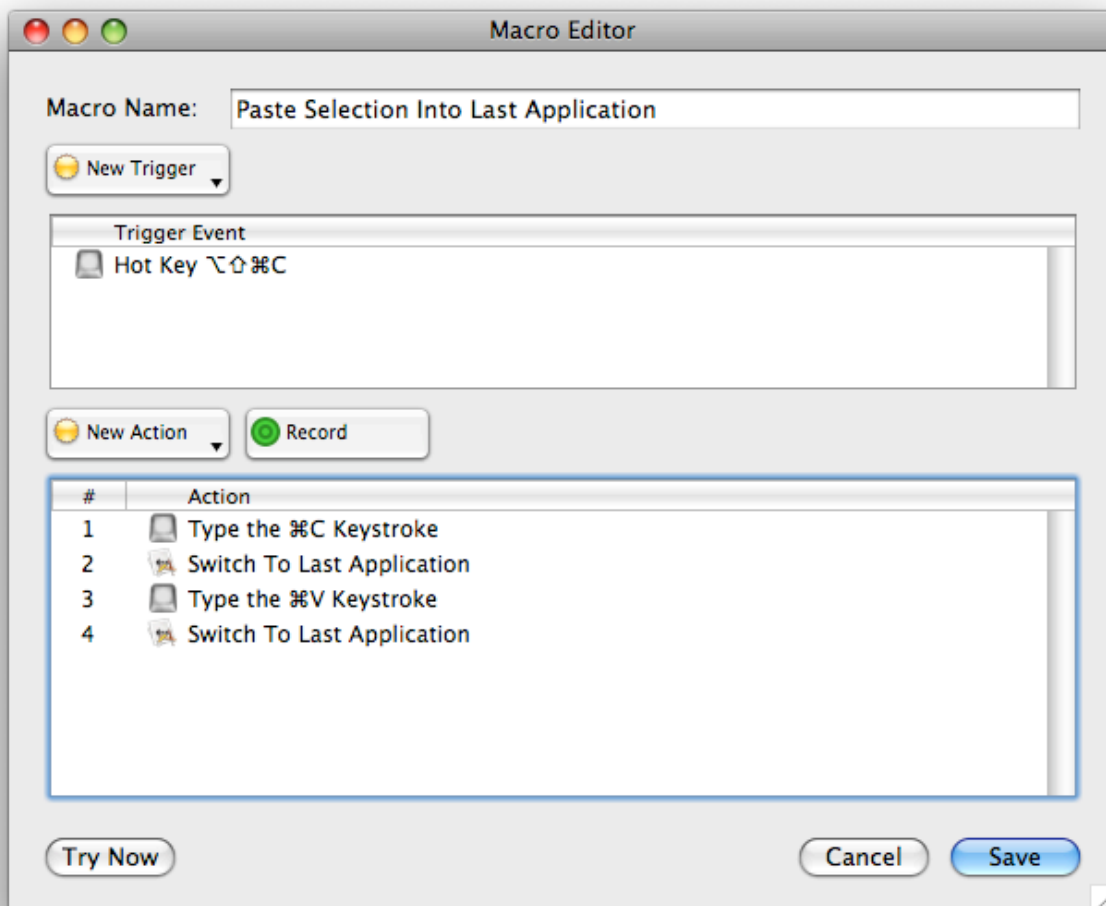 Macro Editor
Macro Name: Paste Selection Into Last Application
New Trigger
Trigger Event
Hot Key ⌥⇧⌘C
New Action Record
# Action
1 Type the ⌘C Keystroke
2 Switch To Last Application
3 Type the ⌘V Keystroke
4 Switch To Last Application
Try Now Cancel Save